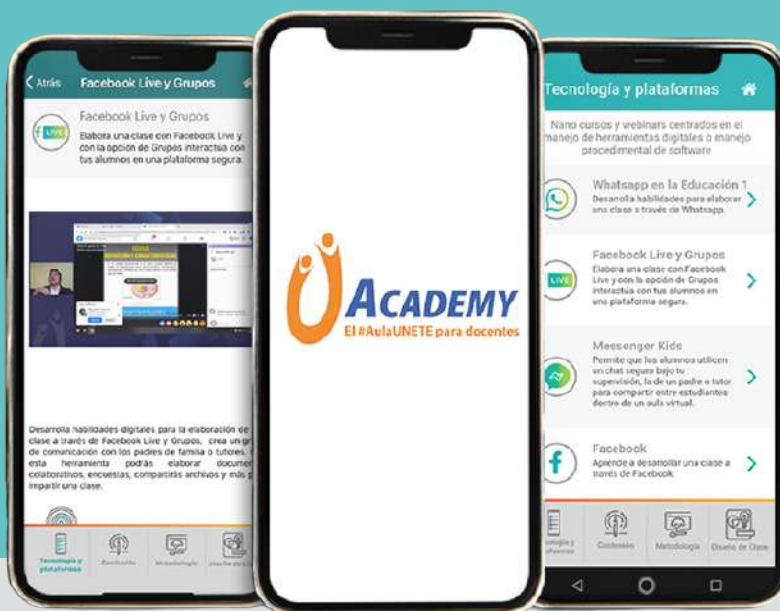 Atrás Facebook Live y Grupos
Facebook Live y Grupos
Elabora una clase con Facebook Live y
con la opción de Grupos interactúa con
tus alumnos en una plataforma segura.
LIVE
Desarrolla habilidades digitales para la elaboración de
clase a través de Facebook Live y Grupos, crea un
de comunicación con los padres de familia o tutores.
esta herramienta podrás elaborar
colaborativos, encuestas, compartirás archivos y más
impartir una clase.
Tecnología y
plataformas
Contenido
Metodología
ACADEMY
El #AulaUNETE para docentes
Tecnología y plataformas
Nano cursos y webinars centrados en el
manejo de herramientas digitales o manejo
procedimental de software
Whatsapp en la Educación 1
Desarrolla habilidades para elaborar
una clase a través de Whatsapp.
LIVE
Facebook Live y Grupos
Elabora una clase con Facebook
Live y con la opción de Grupos
interactúa con tus alumnos en
una plataforma segura.
Messenger Kids
Permite que los alumnos utilicen
un chat seguro bajo tu
supervisión, la de un padre o tutor
para compartir entre estudiantes
dentro de un aula virtual.
Facebook
Aprende a desarrollar una clase a
través de Facebook.
Contenido
Metodología
Diseño de Clase